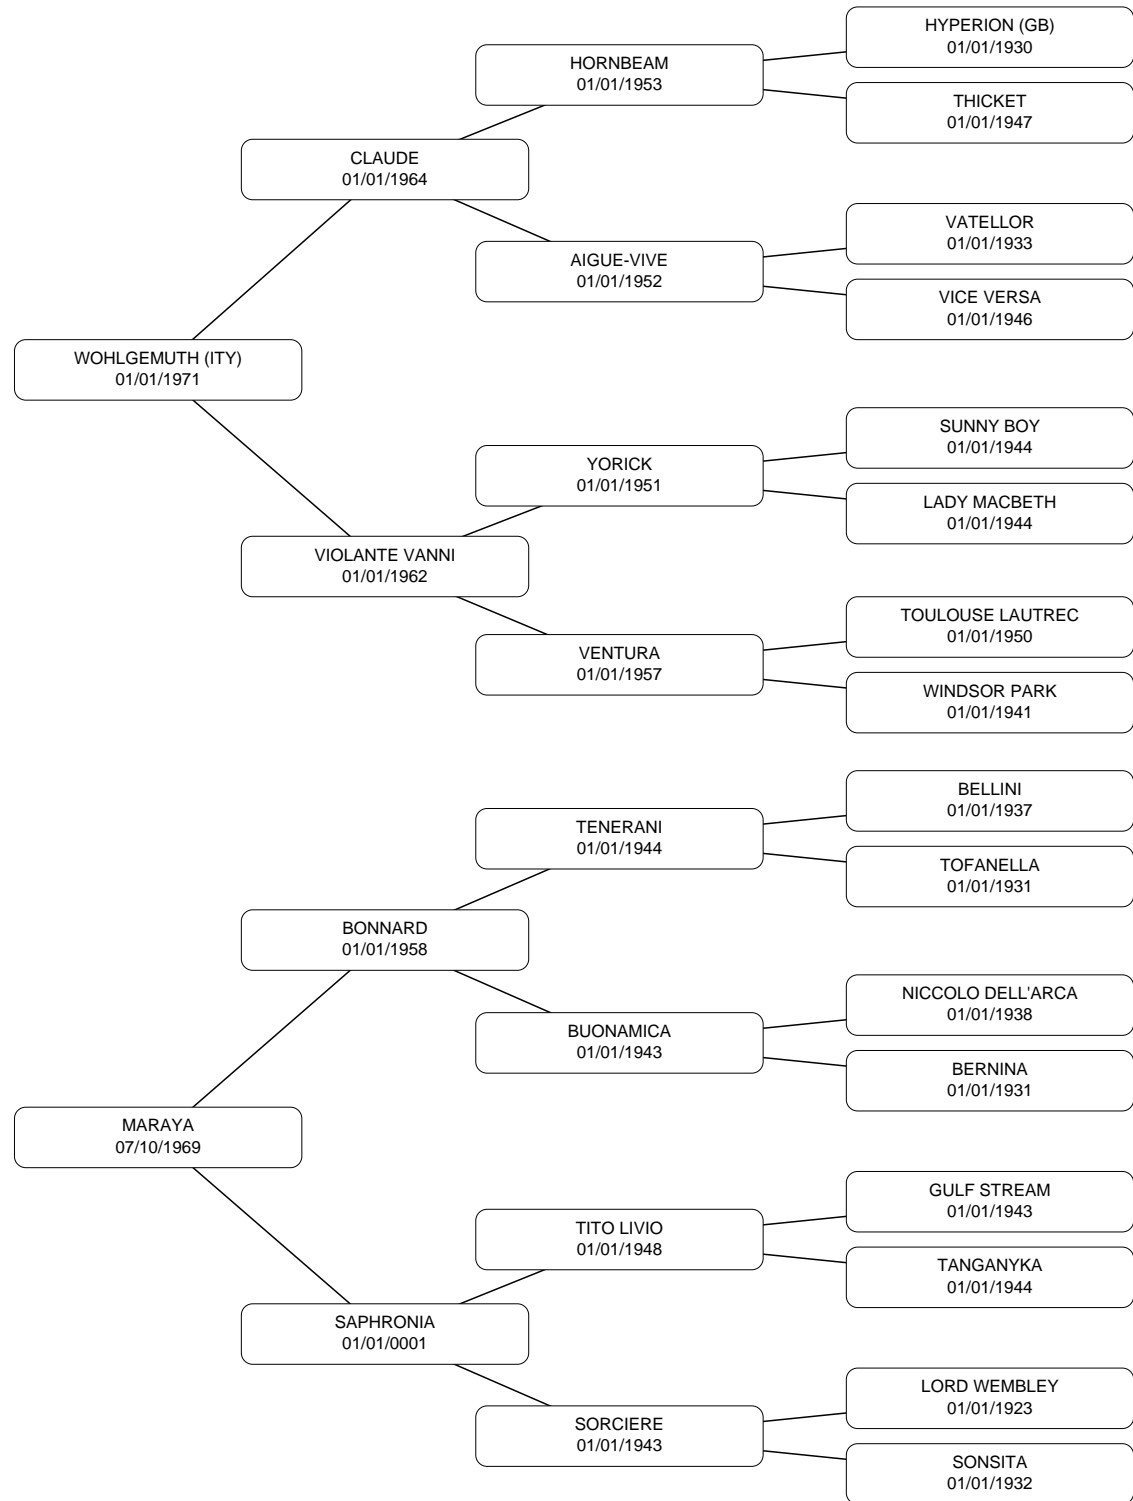 HYPERION (GB)
01/01/1930
HORNBEAM
01/01/1953
THICKET
01/01/1947
CLAUDE
01/01/1964
VATELLOR
01/01/1933
AIGUE-VIVE
01/01/1952
VICE VERSA
01/01/1946
WOHLGEMUTH (ITY)
01/01/1971
SUNNY BOY
01/01/1944
YORICK
01/01/1951
LADY MACBETH
01/01/1944
VIOLANTE VANNI
01/01/1962
TOULOUSE LAUTREC
01/01/1950
VENTURA
01/01/1957
WINDSOR PARK
01/01/1941
BELLINI
01/01/1937
TENERANI
01/01/1944
TOFANELLA
01/01/1931
BONNARD
01/01/1958
NICCOLO DELL'ARCA
01/01/1938
BUONAMICA
01/01/1943
BERNINA
01/01/1931
MARAYA
07/10/1969
GULF STREAM
01/01/1943
TITO LIVIO
01/01/1948
TANGANYKA
01/01/1944
SAPHRONIA
01/01/0001
LORD WEMBLEY
01/01/1923
SORCIERE
01/01/1943
SONSITA
01/01/1932